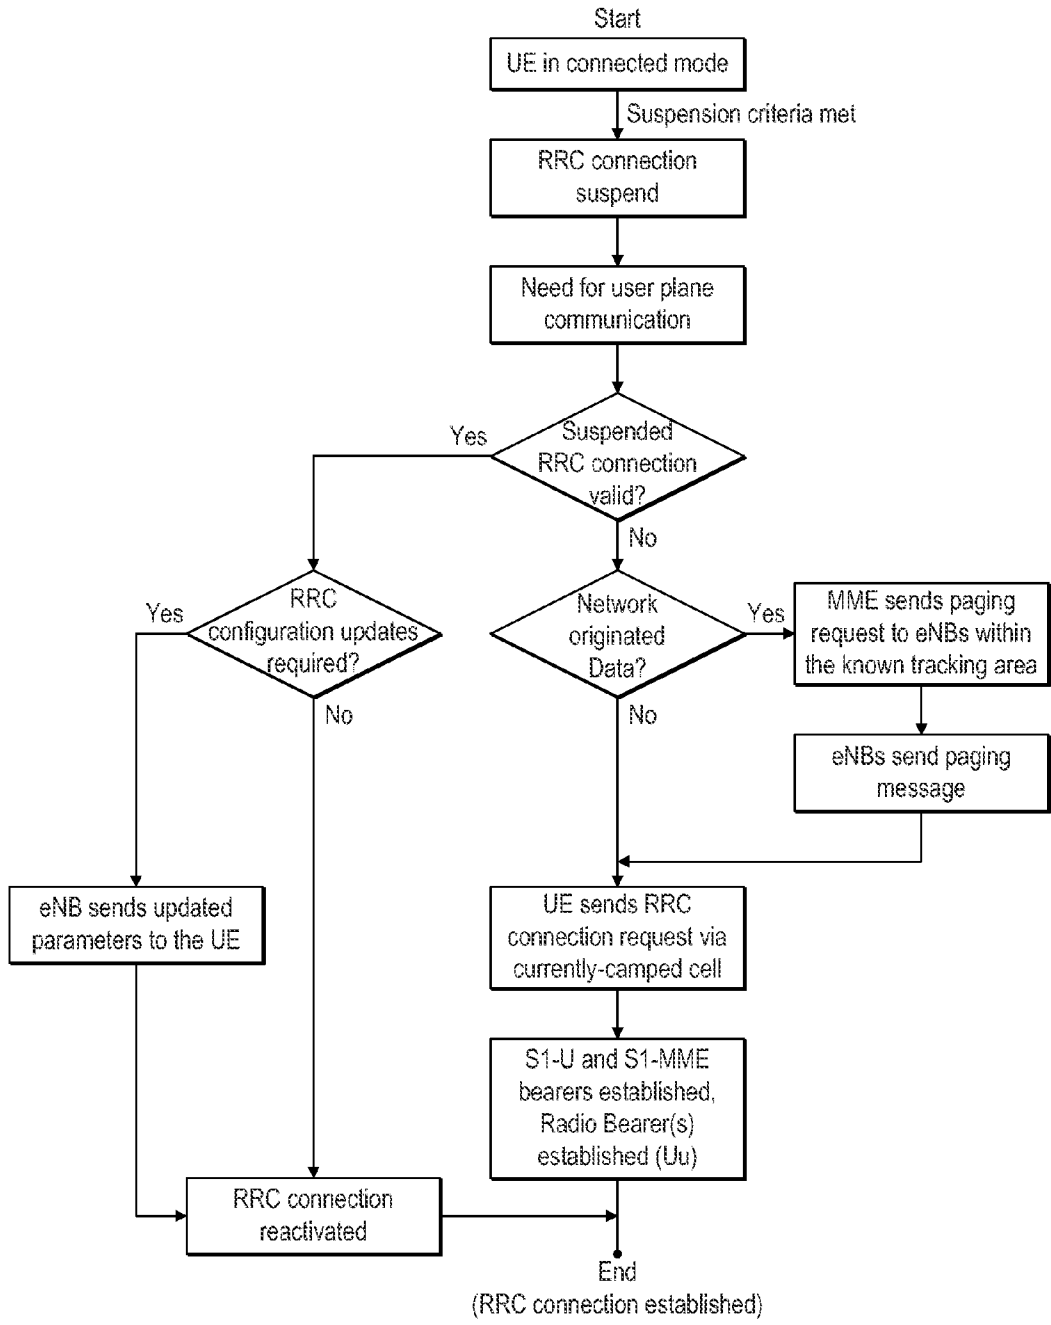 Start
UE in connected mode
Suspension criteria met
RRC connection
suspend
Need for user plane
communication
Yes
Suspended
RRC connection
valid?
No
Yes
RRC
configuration updates
required?
No
Network
originated
Data?
Yes
No
MME sends paging
request to eNBs within
the known tracking area
eNBs send paging
message
eNB sends updated
parameters to the UE
UE sends RRC
connection request via
currently-camped cell
S1-U and S1-MME
bearers established,
Radio Bearer(s)
established (Uu)
RRC connection
reactivated
End
(RRC connection established)